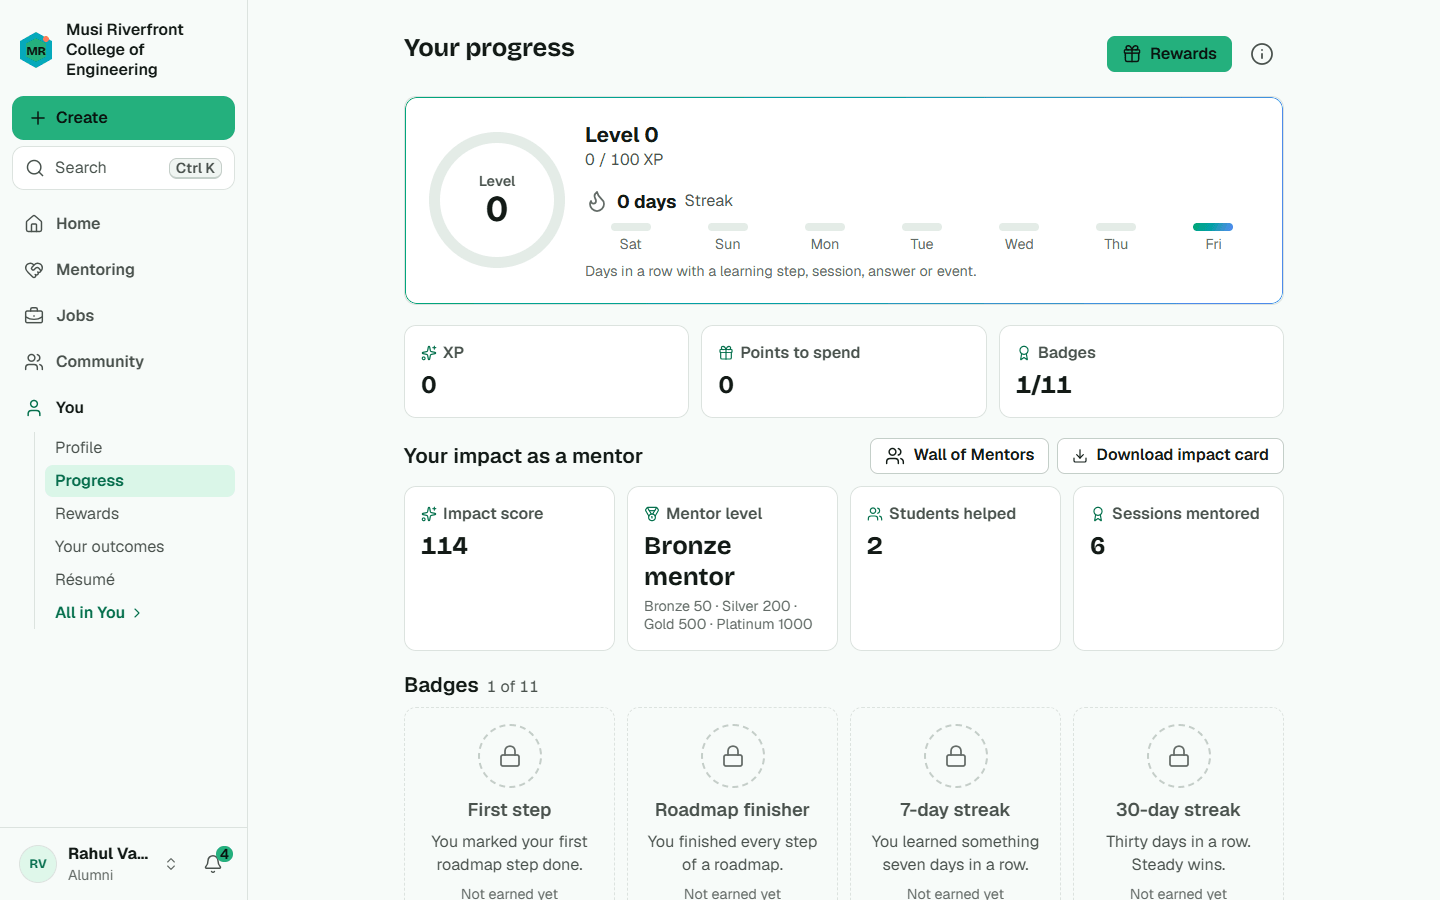 MR
Musi Riverfront
College of
Engineering
Create
Search
Ctrl K
Home
Mentoring
Jobs
Community
You
Profile
Progress
Rewards
Your outcomes
Résumé
All in You
RV
Rahul Va...
Alumni
4
Your progress
Rewards
Level
0
Level 0
0 / 100 XP
0 days Streak
Sat Sun Mon Tue Wed Thu Fri
Days in a row with a learning step, session, answer or event.
XP
0
Points to spend
0
Badges
1/11
Your impact as a mentor
Wall of Mentors
Download impact card
Impact score
114
Mentor level
Bronze
mentor
Bronze 50 · Silver 200 ·
Gold 500 · Platinum 1000
Students helped
2
Sessions mentored
6
Badges 1 of 11
First step
You marked your first
roadmap step done.
Not earned yet
Roadmap finisher
You finished every step
of a roadmap.
Not earned yet
7-day streak
You learned something
seven days in a row.
Not earned yet
30-day streak
Thirty days in a row.
Steady wins.
Not earned yet